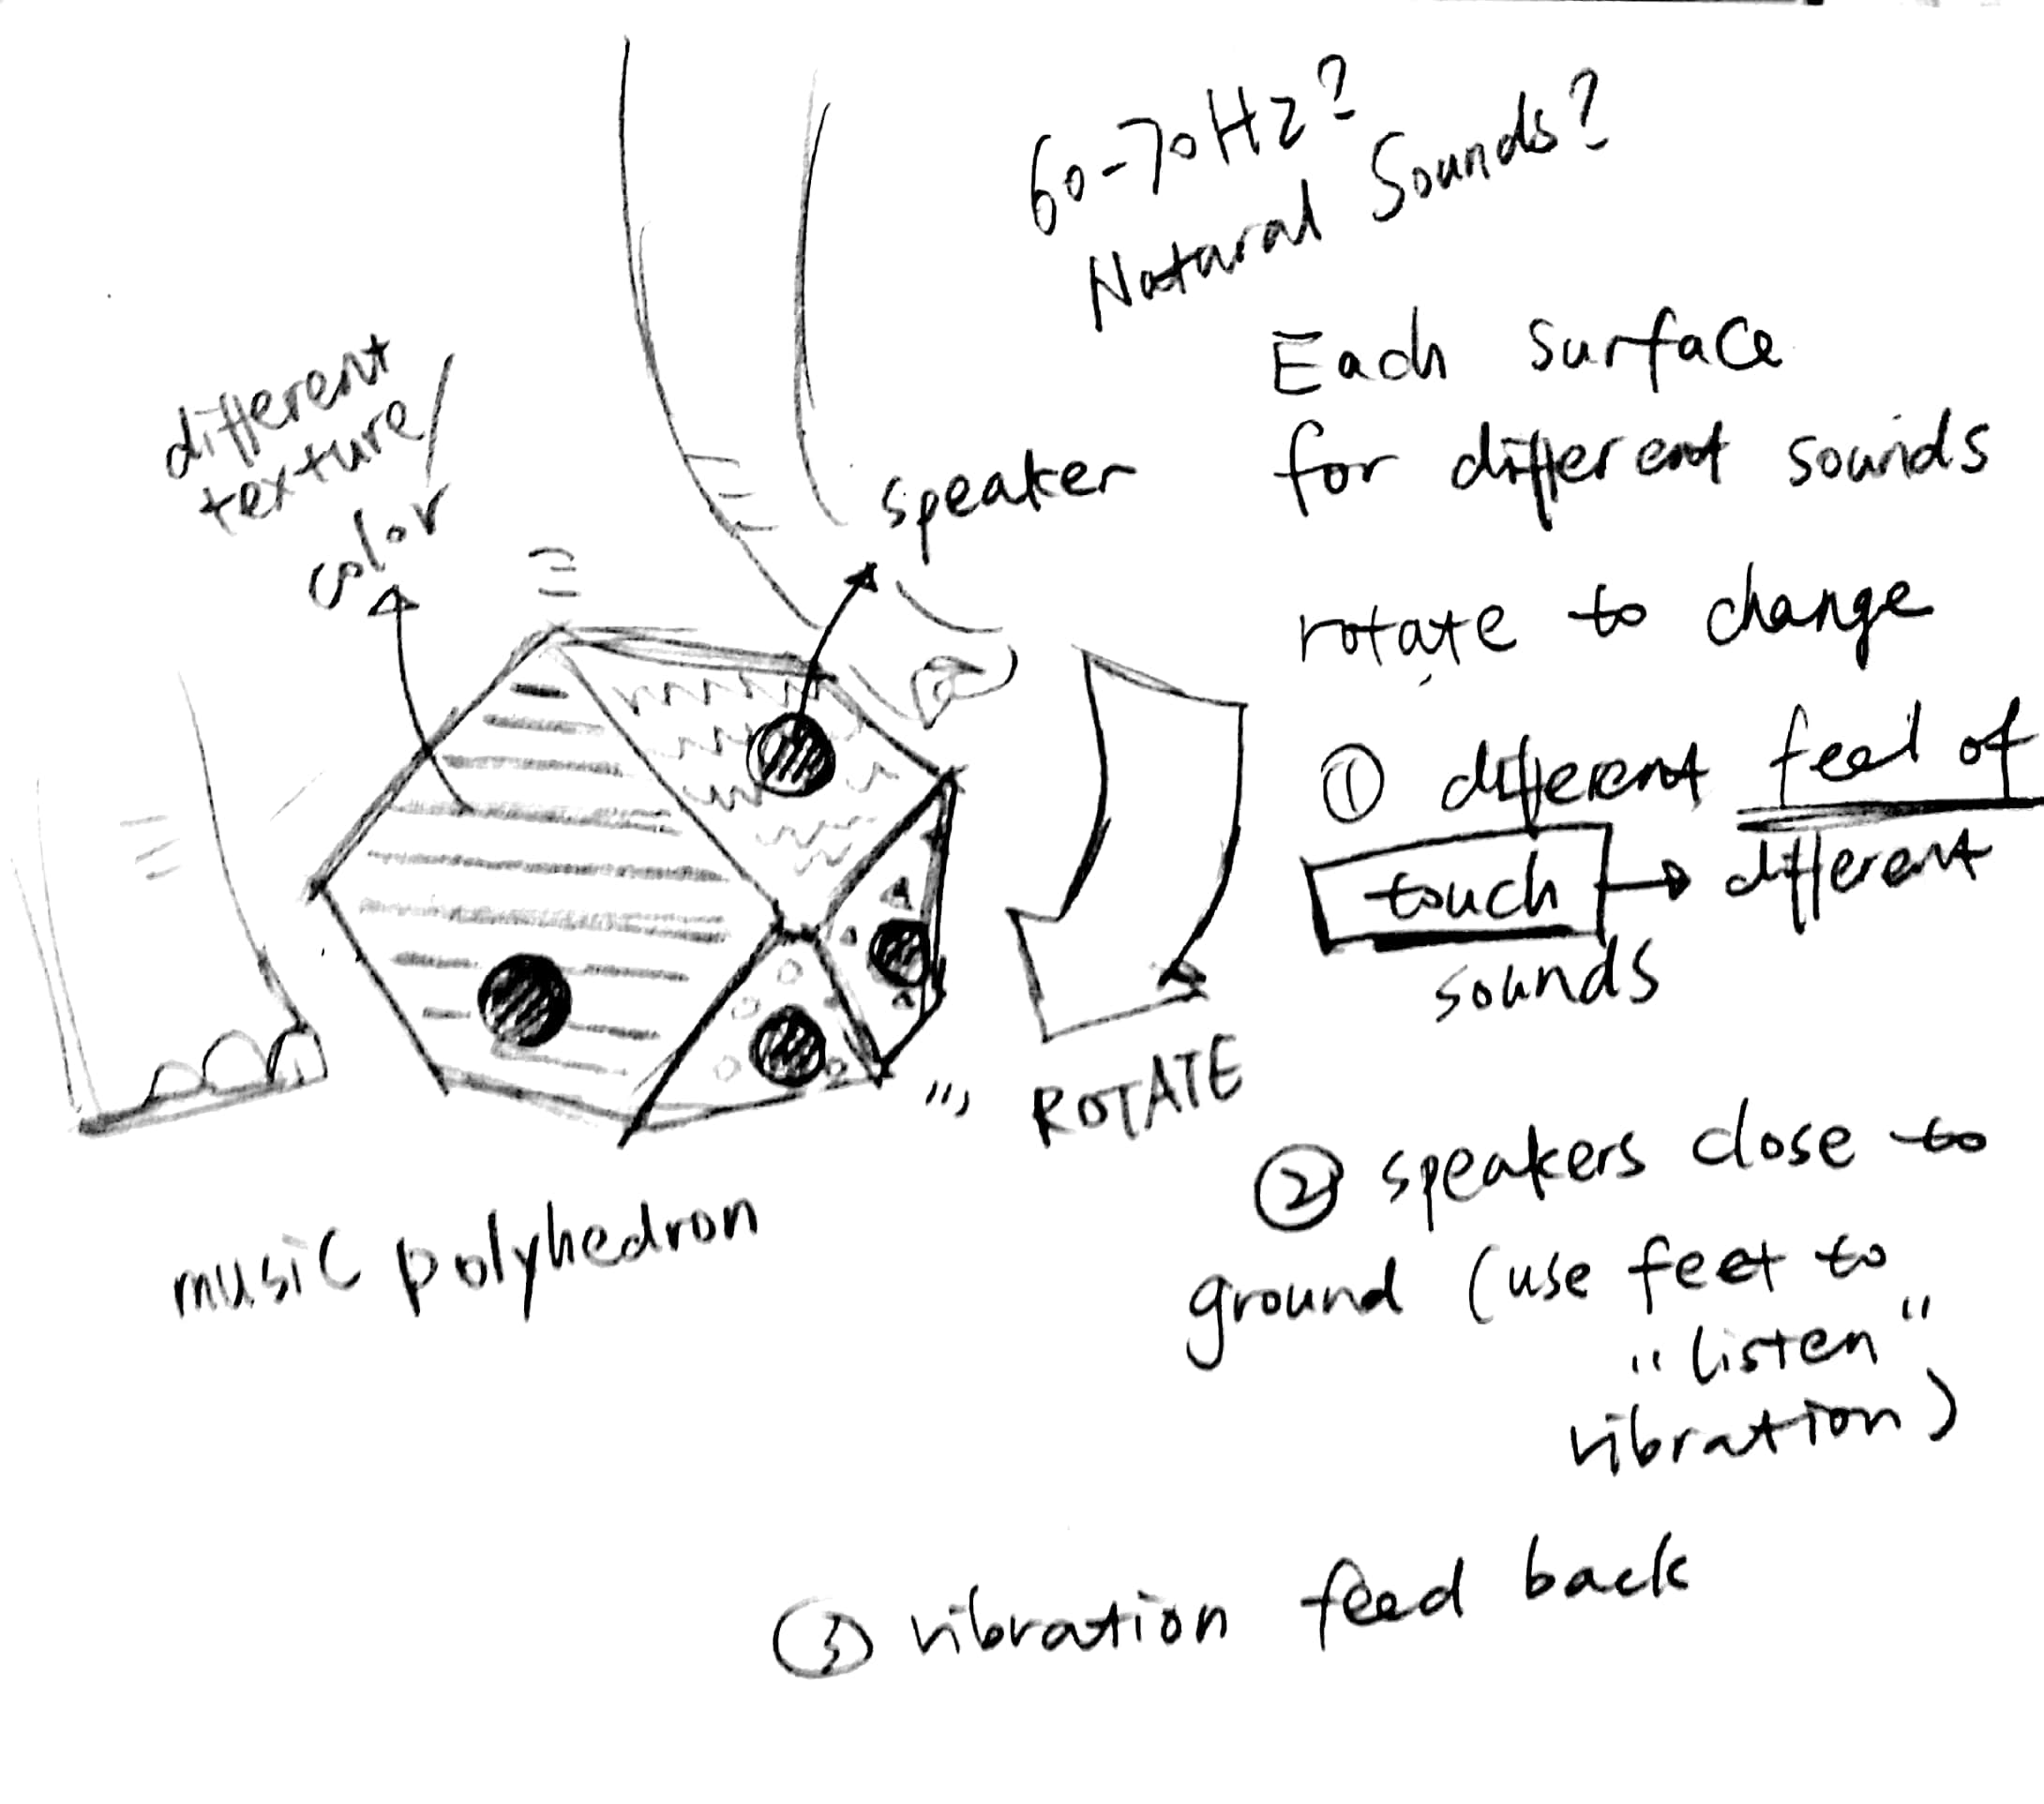 60-70Hz?
Natural Sounds?
different
texture/
color
speaker
Each surface
for different sounds
rotate to change
① different feel of
touch → different
sounds
ROTATE
music polyhedron
② speakers close to
ground (use feet to
"listen"
vibration)
③ vibration feed back